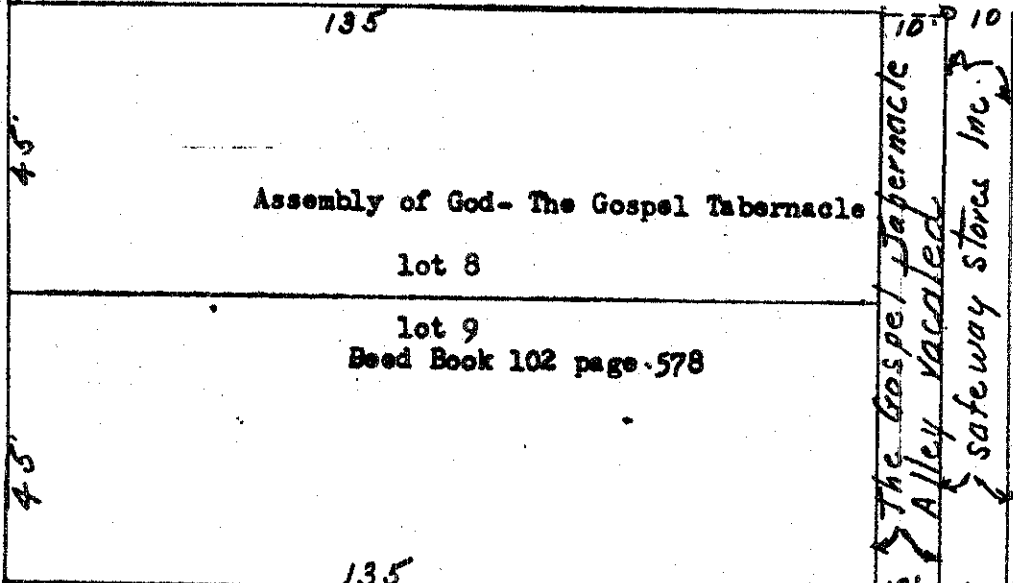 135
10'
10
45'
Assembly of God- The Gospel Tabernacle
lot 8
lot 9
Deed Book 102 page.578
45'
135
The Gospel Tabernacle
Alley vacated
Safeway Stores Inc.
10'